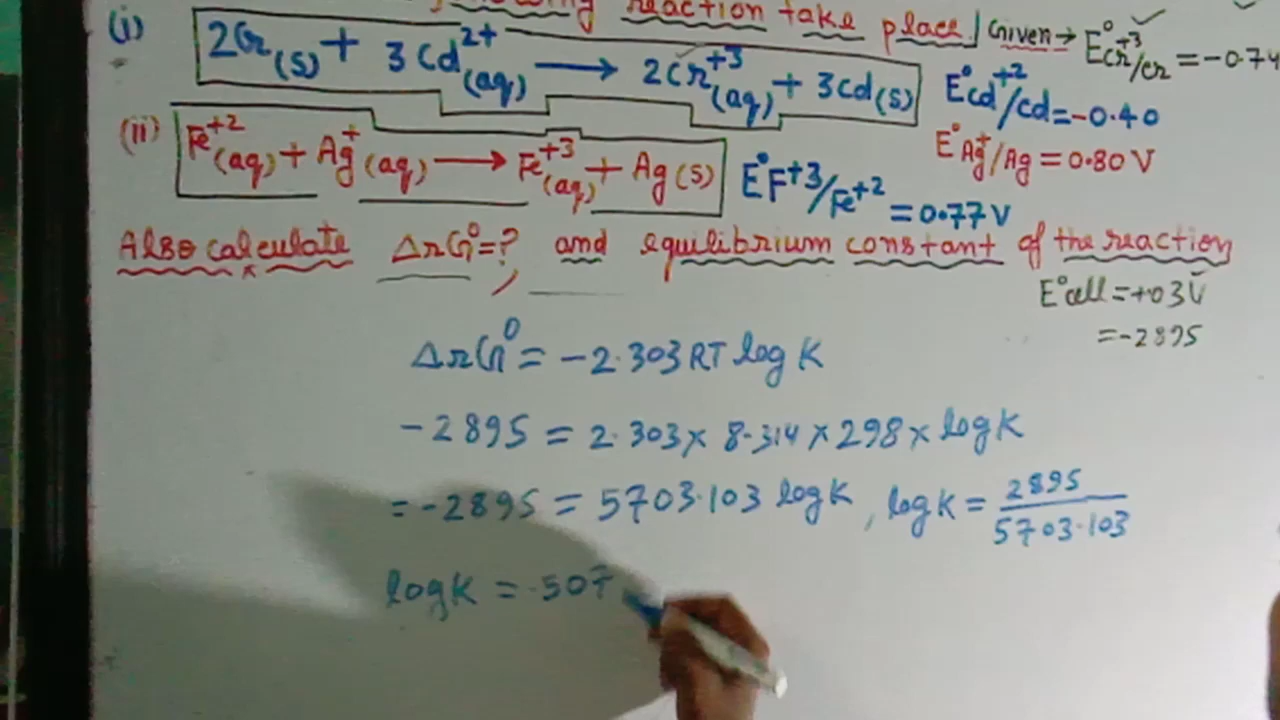 reaction take place / Given → E°Cr+3/Cr = -0.74
(i) 2Cr(s) + 3Cd2+(aq) → 2Cr+3(aq) + 3Cd(s) E°Cd+2/Cd = -0.40
(ii) Fe+2(aq) + Ag+(aq) → Fe+3(aq) + Ag(s) E°Ag+/Ag = 0.80 V
E°F+3/Fe+2 = 0.77 V
Also calculate ΔrG° = ? and equilibrium constant of the reaction
E°cell = +.03 V
= -2895
ΔrG° = -2.303 RT log K
-2895 = 2.303 × 8.314 × 298 × log K
= -2895 = 5703.103 log K, log K = 2895/5703.103
log K = .507